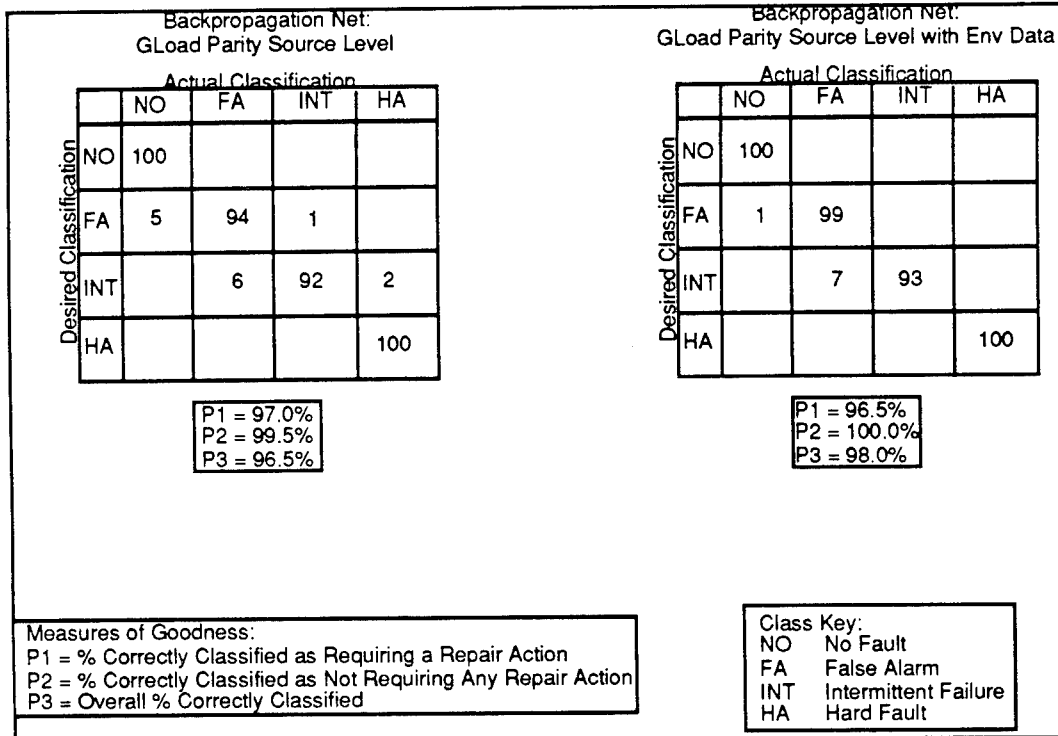 Backpropagation Net:
GLoad Parity Source Level
Actual Classification
NO FA INT HA
Desired Classification
NO 100
FA 5 94 1
INT 6 92 2
HA 100
P1 = 97.0%
P2 = 99.5%
P3 = 96.5%
Backpropagation Net:
GLoad Parity Source Level with Env Data
Actual Classification
NO FA INT HA
Desired Classification
NO 100
FA 1 99
INT 7 93
HA 100
P1 = 96.5%
P2 = 100.0%
P3 = 98.0%
Measures of Goodness:
P1 = % Correctly Classified as Requiring a Repair Action
P2 = % Correctly Classified as Not Requiring Any Repair Action
P3 = Overall % Correctly Classified
Class Key:
NO No Fault
FA False Alarm
INT Intermittent Failure
HA Hard Fault